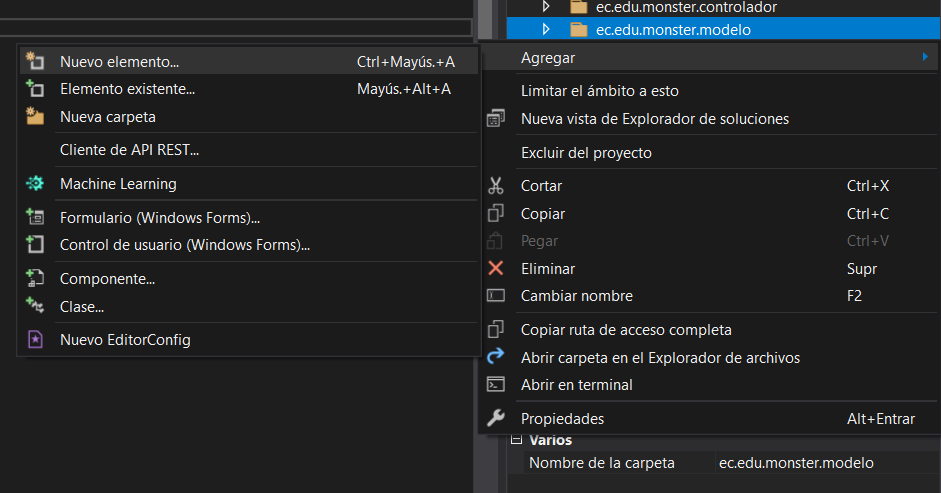 ec.edu.monster.controlador
ec.edu.monster.modelo
Nuevo elemento... Ctrl+Mayús.+A
Elemento existente... Mayús.+Alt+A
Nueva carpeta
Cliente de API REST...
Machine Learning
Formulario (Windows Forms)...
Control de usuario (Windows Forms)...
Componente...
Clase...
Nuevo EditorConfig
Agregar
Limitar el ámbito a esto
Nueva vista de Explorador de soluciones
Excluir del proyecto
Cortar Ctrl+X
Copiar Ctrl+C
Pegar Ctrl+V
Eliminar Supr
Cambiar nombre F2
Copiar ruta de acceso completa
Abrir carpeta en el Explorador de archivos
Abrir en terminal
Propiedades Alt+Entrar
Varios
Nombre de la carpeta ec.edu.monster.modelo